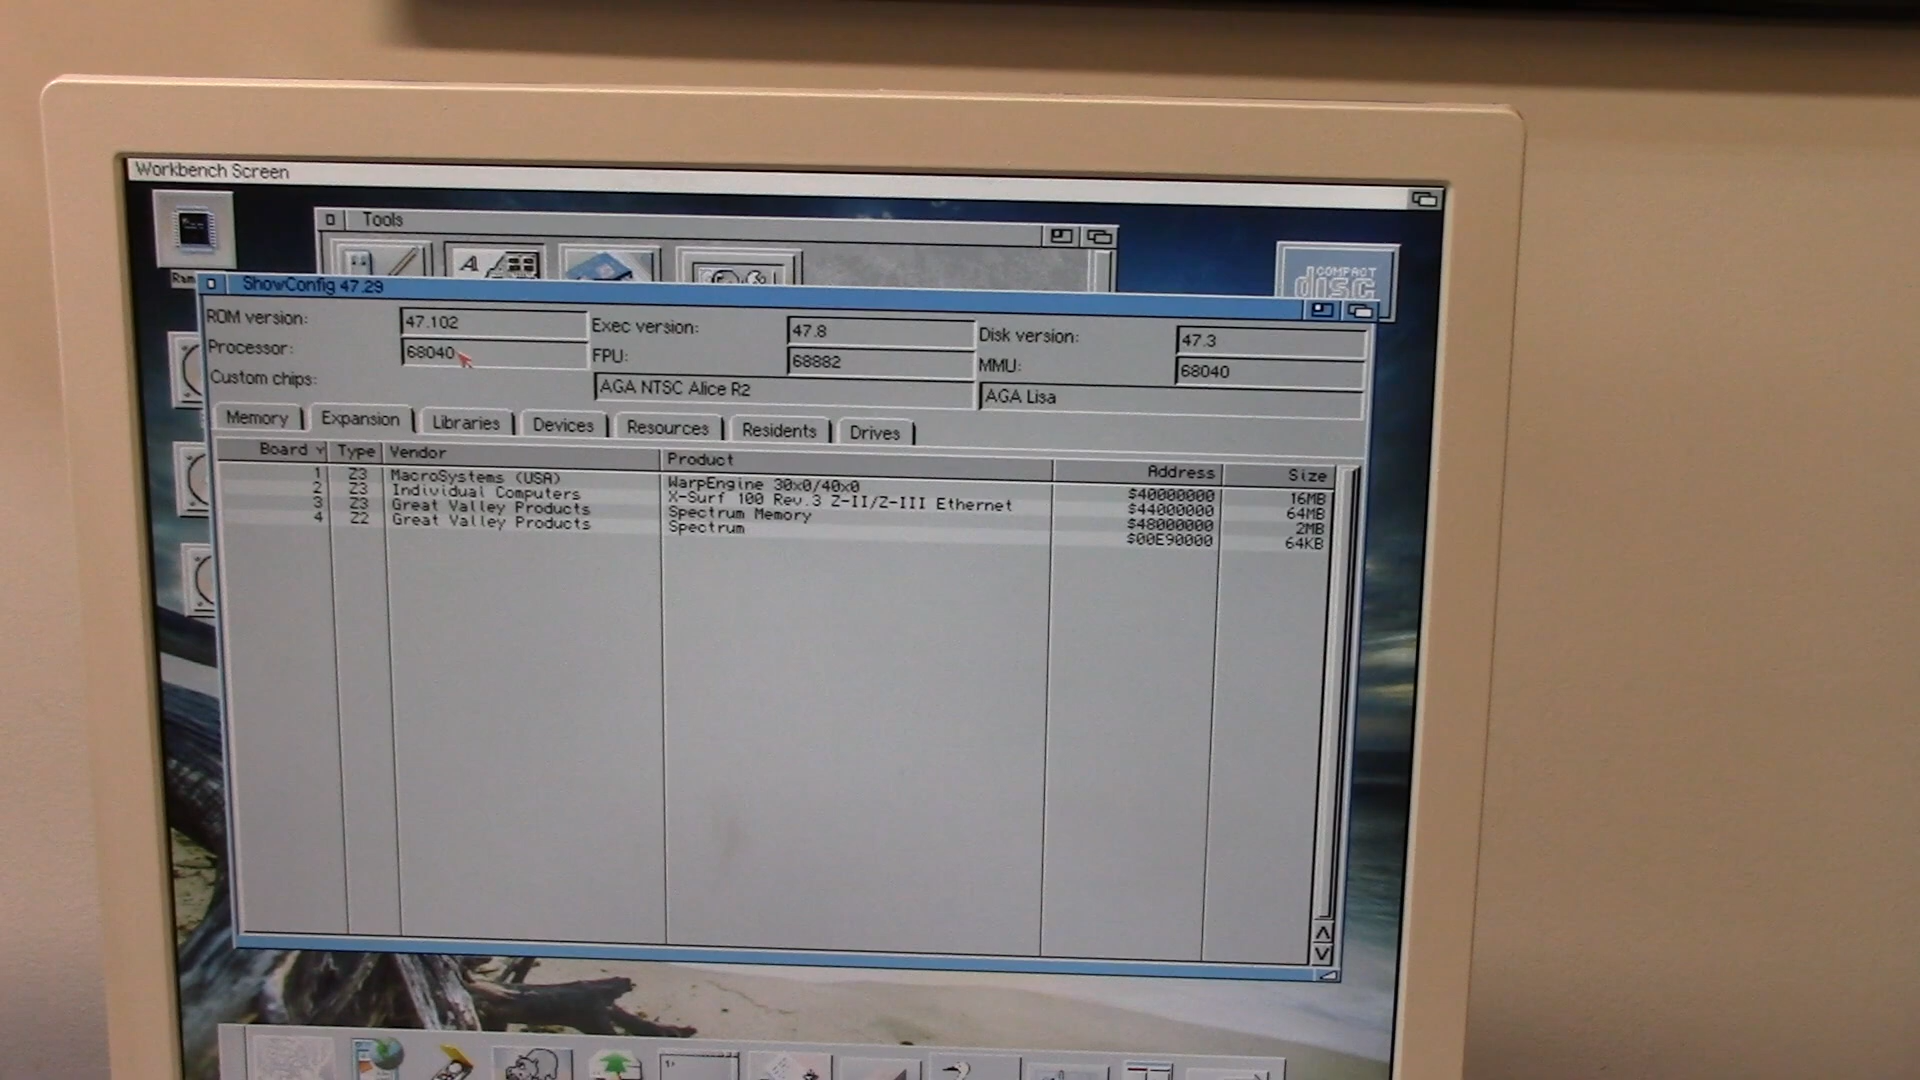 Workbench Screen
Tools
COMPACT
disc
Ram
ShowConfig 47.29
ROM version: 47.102 Exec version: 47.8 Disk version: 47.3
Processor: 68040 FPU: 68882 MMU: 68040
Custom chips: AGA NTSC Alice R2 AGA Lisa
Memory Expansion Libraries Devices Resources Residents Drives
Board Type Vendor Product Address Size
1 Z3 MacroSystems (USA) WarpEngine 30x0/40x0 $40000000 16MB
2 Z3 Individual Computers X-Surf 100 Rev.3 Z-II/Z-III Ethernet $44000000 64MB
3 Z3 Great Valley Products Spectrum Memory $48000000 2MB
4 Z2 Great Valley Products Spectrum $00E90000 64KB